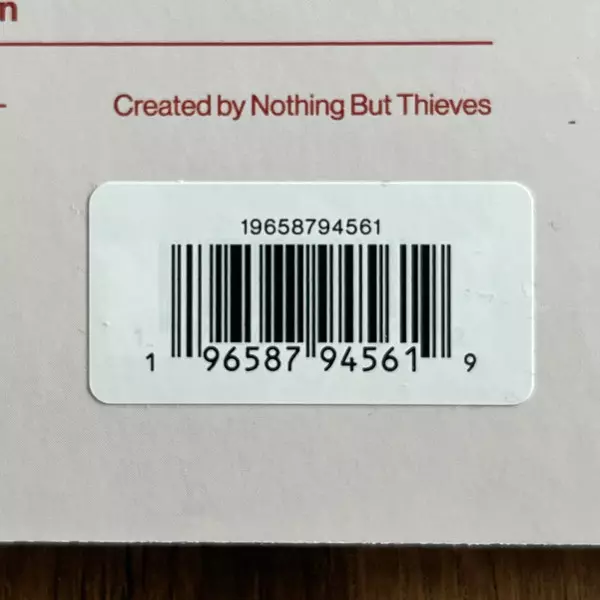 n
Created by Nothing But Thieves
19658794561
1 96587 94561 9